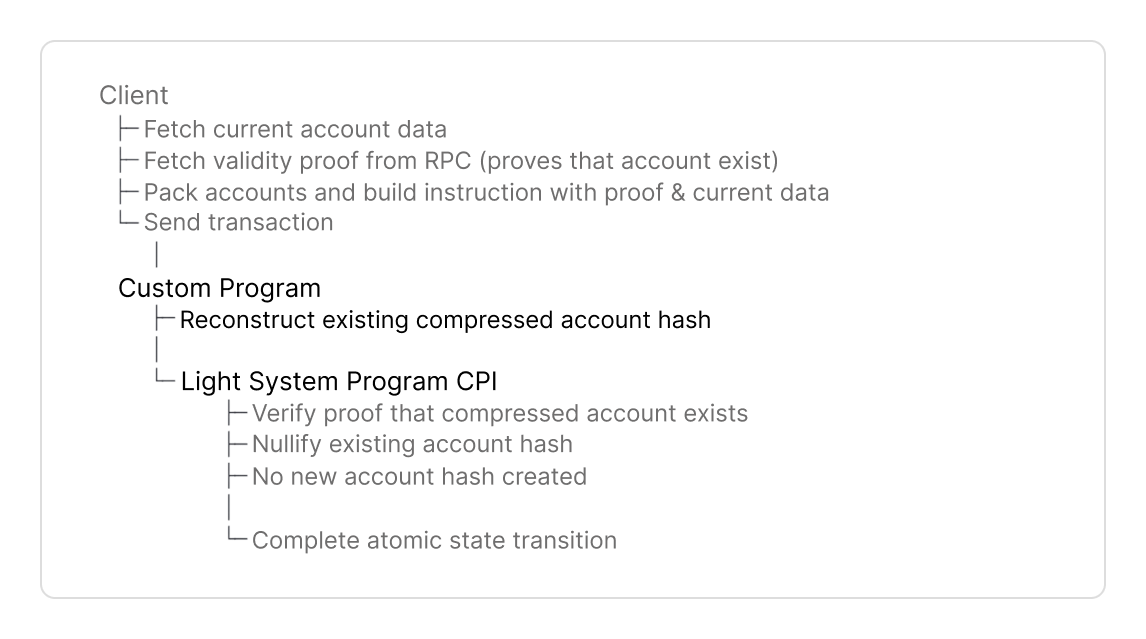 Client
├─ Fetch current account data
├─ Fetch validity proof from RPC (proves that account exist)
├─ Pack accounts and build instruction with proof & current data
└─ Send transaction
│
Custom Program
├─ Reconstruct existing compressed account hash
│
└─ Light System Program CPI
├─ Verify proof that compressed account exists
├─ Nullify existing account hash
├─ No new account hash created
│
└─ Complete atomic state transition